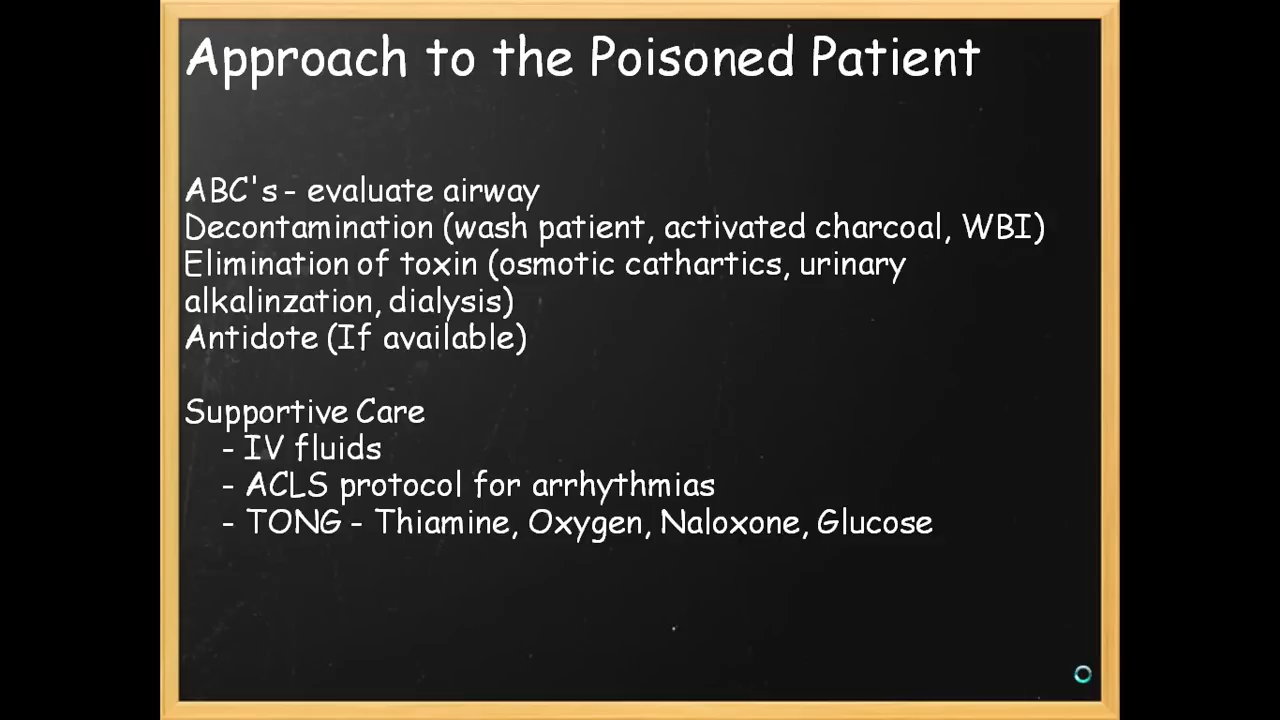 Approach to the Poisoned Patient
ABC's - evaluate airway
Decontamination (wash patient, activated charcoal, WBI)
Elimination of toxin (osmotic cathartics, urinary
alkalinzation, dialysis)
Antidote (If available)
Supportive Care
- IV fluids
- ACLS protocol for arrhythmias
- TONG - Thiamine, Oxygen, Naloxone, Glucose